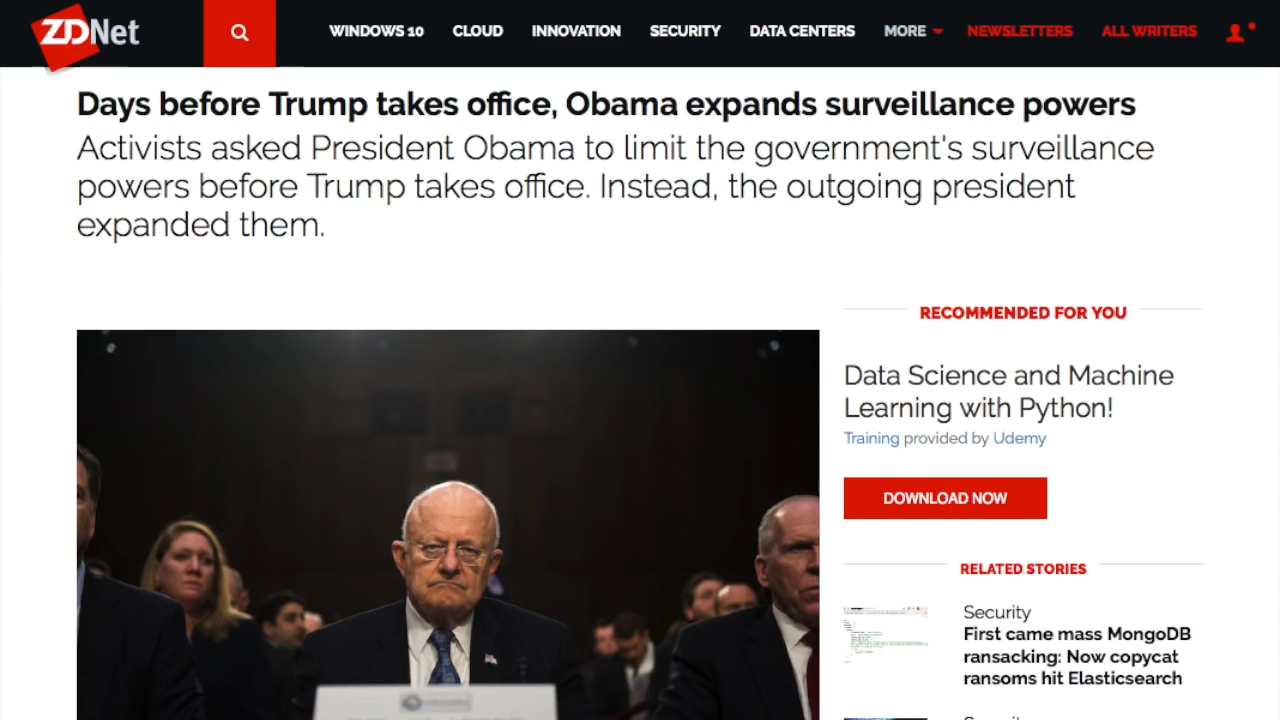 ZDNet
WINDOWS 10 CLOUD INNOVATION SECURITY DATA CENTERS MORE NEWSLETTERS ALL WRITERS
Days before Trump takes office, Obama expands surveillance powers
Activists asked President Obama to limit the government's surveillance
powers before Trump takes office. Instead, the outgoing president
expanded them.
RECOMMENDED FOR YOU
Data Science and Machine
Learning with Python!
Training provided by Udemy
DOWNLOAD NOW
RELATED STORIES
Security
First came mass MongoDB
ransacking: Now copycat
ransoms hit Elasticsearch